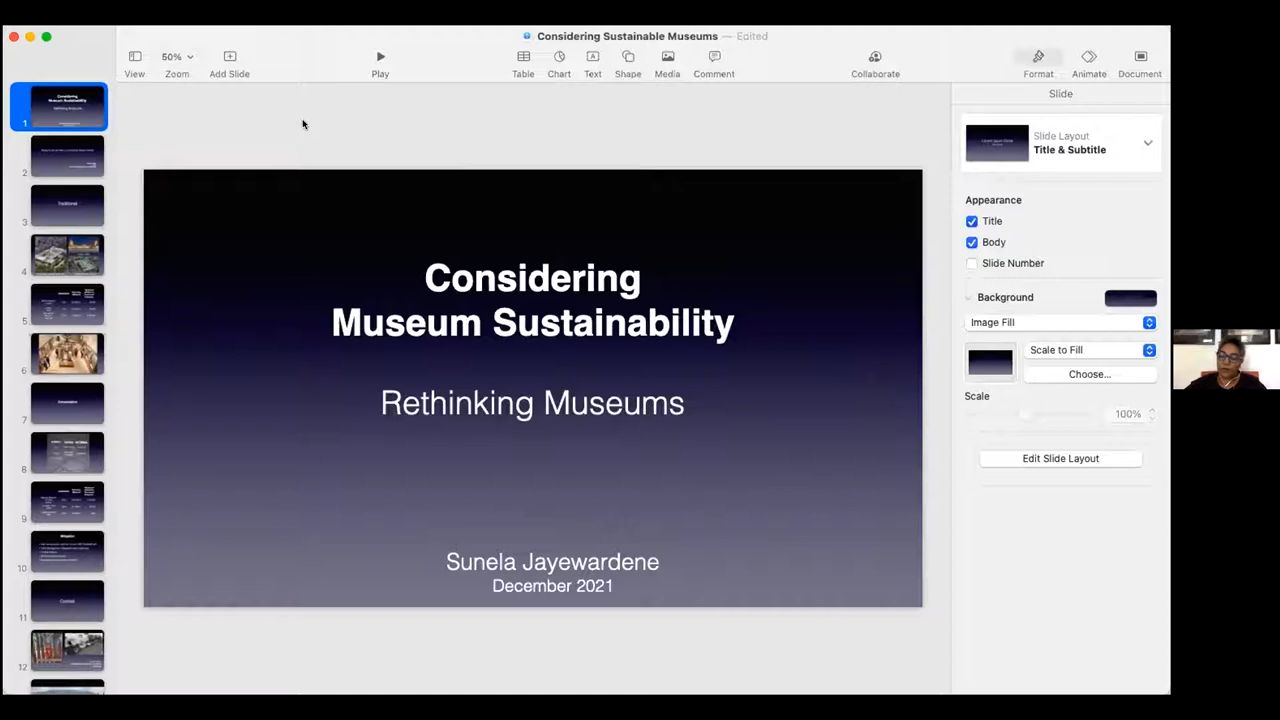 Considering Sustainable Museums — Edited
View
50%
Zoom
Add Slide
Play
Table
Chart
Text
Shape
Media
Comment
Collaborate
Format
Animate
Document
1
2
Traditional
3
4
5
6
7
8
9
Mitigation
10
11
12
Considering
Museum Sustainability
Rethinking Museums
Sunela Jayewardene
December 2021
Slide
Slide Layout
Title & Subtitle
Appearance
Title
Body
Slide Number
Background
Image Fill
Scale to Fill
Choose...
Scale
100%
Edit Slide Layout